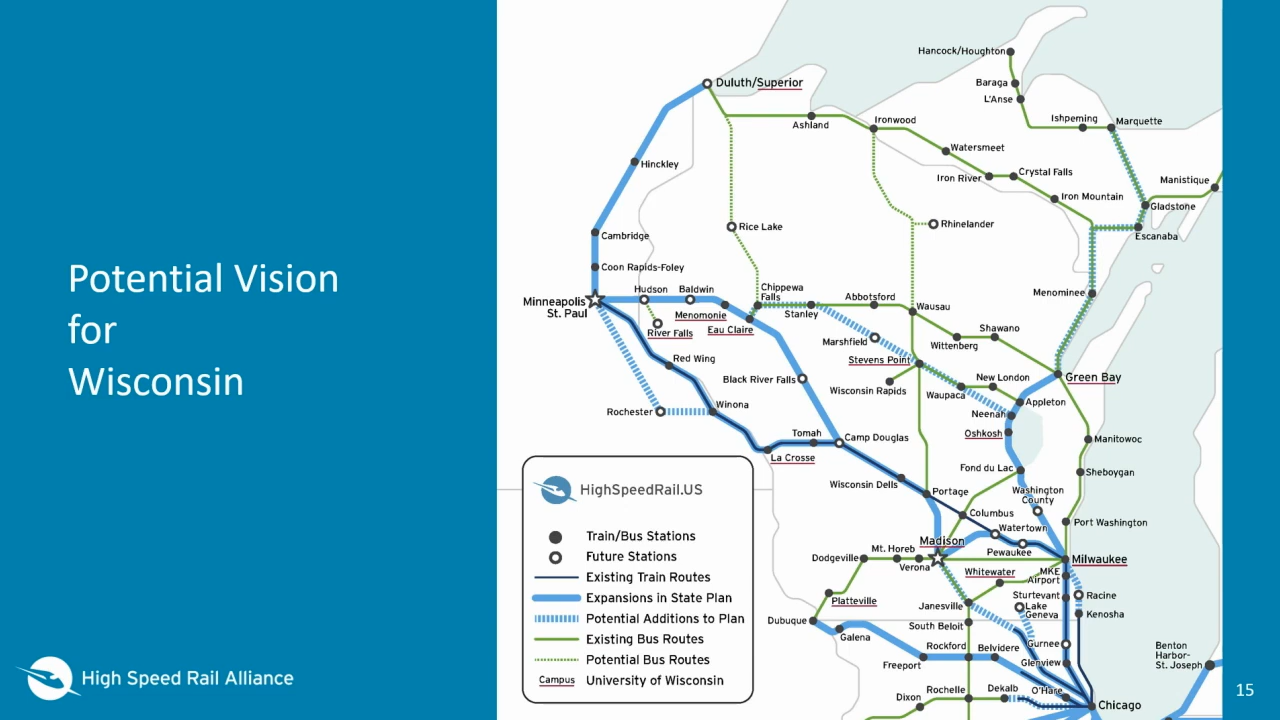 Potential Vision
for
Wisconsin
High Speed Rail Alliance
15
Hancock/Houghton
Baraga
L'Anse
Ishpeming
Marquette
Duluth/Superior
Ashland
Ironwood
Watersmeet
Iron River
Crystal Falls
Iron Mountain
Manistique
Gladstone
Escanaba
Hinckley
Cambridge
Coon Rapids-Foley
Rice Lake
Rhinelander
Minneapolis
St. Paul
Hudson
Baldwin
Menomonie
River Falls
Eau Claire
Chippewa
Falls
Stanley
Abbotsford
Wausau
Menominee
Marshfield
Wittenberg
Shawano
Stevens Point
Red Wing
Black River Falls
Wisconsin Rapids
Waupaca
New London
Green Bay
Appleton
Neenah
Rochester
Winona
Tomah
Camp Douglas
La Crosse
Oshkosh
Manitowoc
Fond du Lac
Sheboygan
Wisconsin Dells
Portage
Washington
County
Columbus
Watertown
Port Washington
Madison
Pewaukee
Milwaukee
Dodgeville
Mt. Horeb
Verona
Whitewater
MKE
Airport
Platteville
Sturtevant
Racine
Janesville
Lake
Geneva
Kenosha
Dubuque
Galena
South Beloit
Gurnee
Rockford
Belvidere
Freeport
Glenview
Benton
Harbor-
St. Joseph
Rochelle
Dekalb
O'Hare
Dixon
Chicago
HighSpeedRail.US
Train/Bus Stations
Future Stations
Existing Train Routes
Expansions in State Plan
Potential Additions to Plan
Existing Bus Routes
Potential Bus Routes
Campus University of Wisconsin